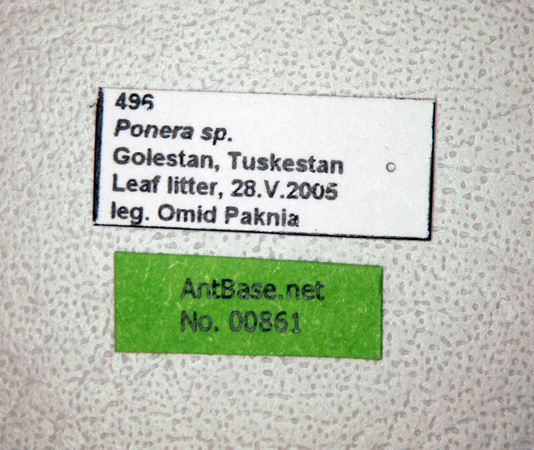 496
Ponera sp.
Golestan, Tuskestan
Leaf litter, 28.V.2005
leg. Omid Paknia
AntBase.net
No. 00861